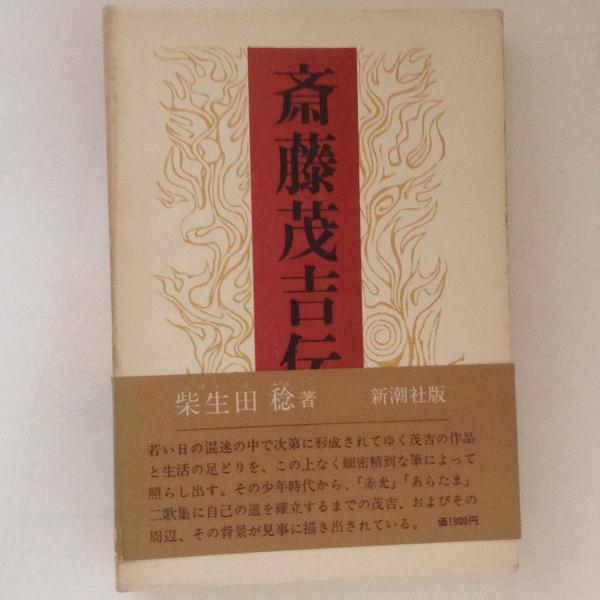 斎藤茂吉伝
柴生田 稔著 新潮社版
若い日の混迷の中で次第に形成されてゆく茂吉の作品
と生活の足どりを、この上なく細密精到な筆によって
照らし出す。その少年時代から、「赤光」「あらたま」
二歌集に自己の道を確立するまでの茂吉、およびその
周辺、その背景が見事に描き出されている。 価1900円